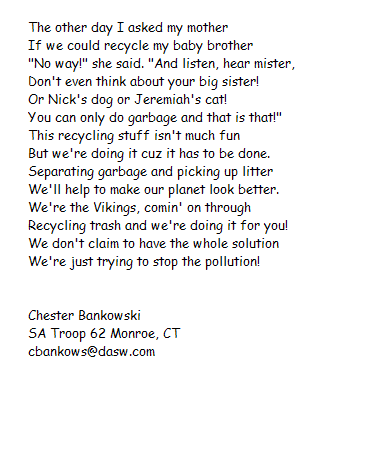 The other day I asked my mother
If we could recycle my baby brother
"No way!" she said. "And listen, hear mister,
Don't even think about your big sister!
Or Nick's dog or Jeremiah's cat!
You can only do garbage and that is that!"
This recycling stuff isn't much fun
But we're doing it cuz it has to be done.
Separating garbage and picking up litter
We'll help to make our planet look better.
We're the Vikings, comin' on through
Recycling trash and we're doing it for you!
We don't claim to have the whole solution
We're just trying to stop the pollution!
Chester Bankowski
SA Troop 62 Monroe, CT
cbankows@dasw.com